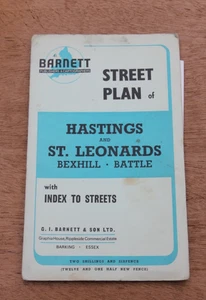 BARNETT
STREET
PLAN of
HASTINGS
AND
ST. LEONARDS
BEXHILL · BATTLE
with
INDEX TO STREETS
G. I. BARNETT & SON LTD.
BARKING · ESSEX
TWO SHILLINGS AND SIXPENCE
(TWELVE AND ONE HALF NEW PENCE)